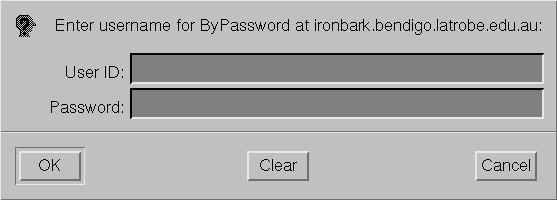 Enter username for ByPassword at ironbark.bendigo.latrobe.edu.au:
User ID:
Password:
OK Clear Cancel